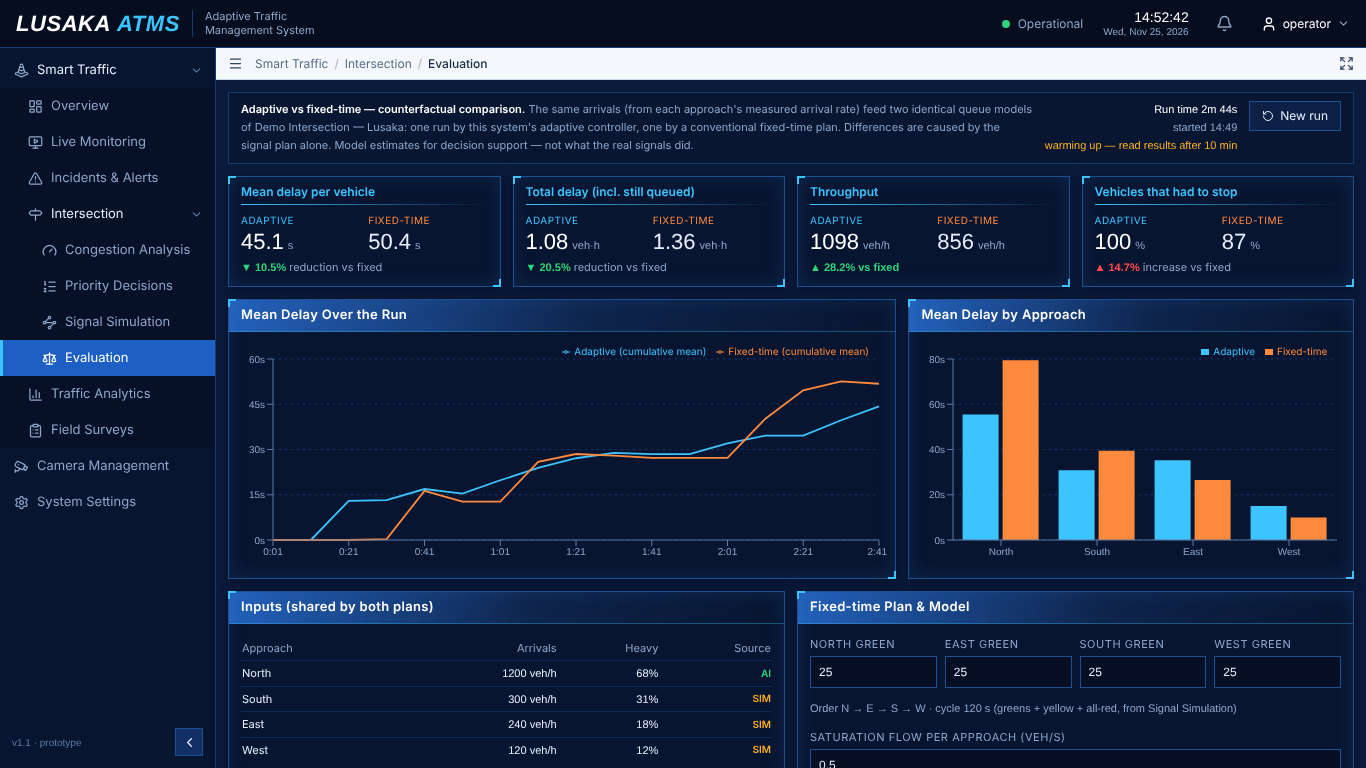 LUSAKA ATMS
Adaptive Traffic
Management System
Operational
14:52:42
Wed, Nov 25, 2026
operator
Smart Traffic
Overview
Live Monitoring
Incidents & Alerts
Intersection
Congestion Analysis
Priority Decisions
Signal Simulation
Evaluation
Traffic Analytics
Field Surveys
Camera Management
System Settings
v1.1 · prototype
Smart Traffic / Intersection / Evaluation
Adaptive vs fixed-time — counterfactual comparison. The same arrivals (from each approach's measured arrival rate) feed two identical queue models
of Demo Intersection — Lusaka: one run by this system's adaptive controller, one by a conventional fixed-time plan. Differences are caused by the
signal plan alone. Model estimates for decision support — not what the real signals did.
Run time 2m 44s
started 14:49
warming up — read results after 10 min
New run
Mean delay per vehicle
ADAPTIVE FIXED-TIME
45.1 s 50.4 s
▼ 10.5% reduction vs fixed
Total delay (incl. still queued)
ADAPTIVE FIXED-TIME
1.08 veh·h 1.36 veh·h
▼ 20.5% reduction vs fixed
Throughput
ADAPTIVE FIXED-TIME
1098 veh/h 856 veh/h
▲ 28.2% vs fixed
Vehicles that had to stop
ADAPTIVE FIXED-TIME
100 % 87 %
▲ 14.7% increase vs fixed
Mean Delay Over the Run
Adaptive (cumulative mean) Fixed-time (cumulative mean)
60s
45s
30s
15s
0s
0:01 0:21 0:41 1:01 1:21 1:41 2:01 2:21 2:41
Mean Delay by Approach
Adaptive Fixed-time
80s
60s
40s
20s
0s
North South East West
Inputs (shared by both plans)
Approach Arrivals Heavy Source
North 1200 veh/h 68% AI
South 300 veh/h 31% SIM
East 240 veh/h 18% SIM
West 120 veh/h 12% SIM
Fixed-time Plan & Model
NORTH GREEN EAST GREEN SOUTH GREEN WEST GREEN
25 25 25 25
Order N → E → S → W · cycle 120 s (greens + yellow + all-red, from Signal Simulation)
SATURATION FLOW PER APPROACH (VEH/S)
0.5